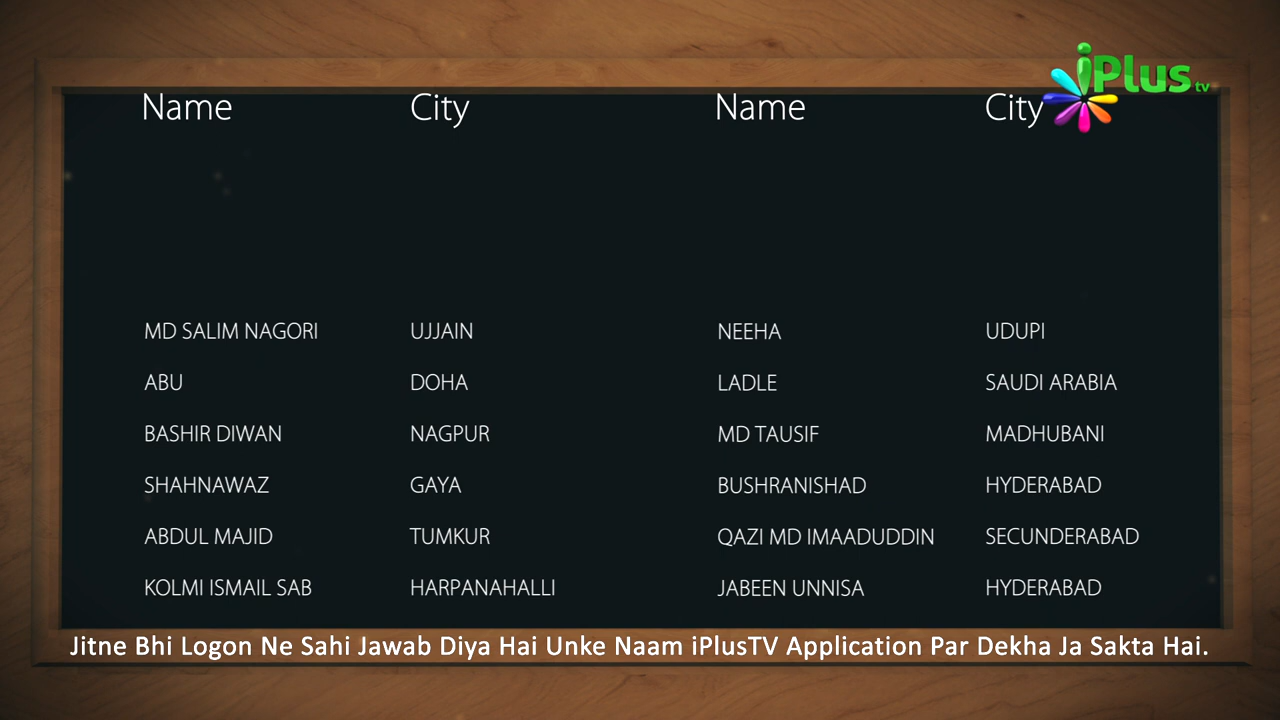 iPlus tv
Name City Name City
MD SALIM NAGORI UJJAIN NEEHA UDUPI
ABU DOHA LADLE SAUDI ARABIA
BASHIR DIWAN NAGPUR MD TAUSIF MADHUBANI
SHAHNAWAZ GAYA BUSHRANISHAD HYDERABAD
ABDUL MAJID TUMKUR QAZI MD IMAADUDDIN SECUNDERABAD
KOLMI ISMAIL SAB HARPANAHALLI JABEEN UNNISA HYDERABAD
Jitne Bhi Logon Ne Sahi Jawab Diya Hai Unke Naam iPlusTV Application Par Dekha Ja Sakta Hai.